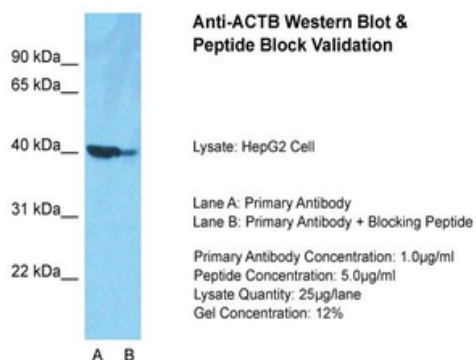 Anti-ACTB Western Blot &
Peptide Block Validation
90 kDa
65 kDa
40 kDa
31 kDa
22 kDa
A B
Lysate: HepG2 Cell
Lane A: Primary Antibody
Lane B: Primary Antibody + Blocking Peptide
Primary Antibody Concentration: 1.0µg/ml
Peptide Concentration: 5.0µg/ml
Lysate Quantity: 25µg/lane
Gel Concentration: 12%